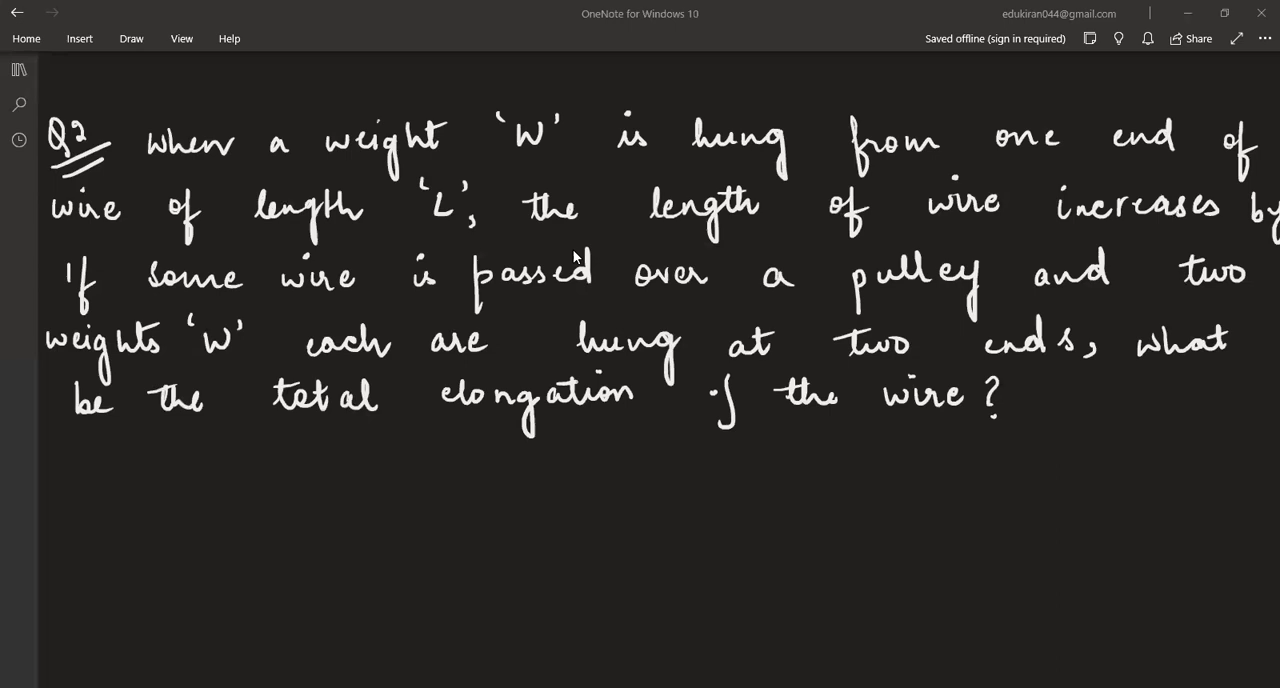 OneNote for Windows 10
edukiran044@gmail.com
Home Insert Draw View Help
Saved offline (sign in required) Share
Q2 When a weight 'W' is hung from one end of
wire of length 'L', the length of wire increases by
If some wire is passed over a pulley and two
weights 'W' each are hung at two ends, what
be the total elongation of the wire?